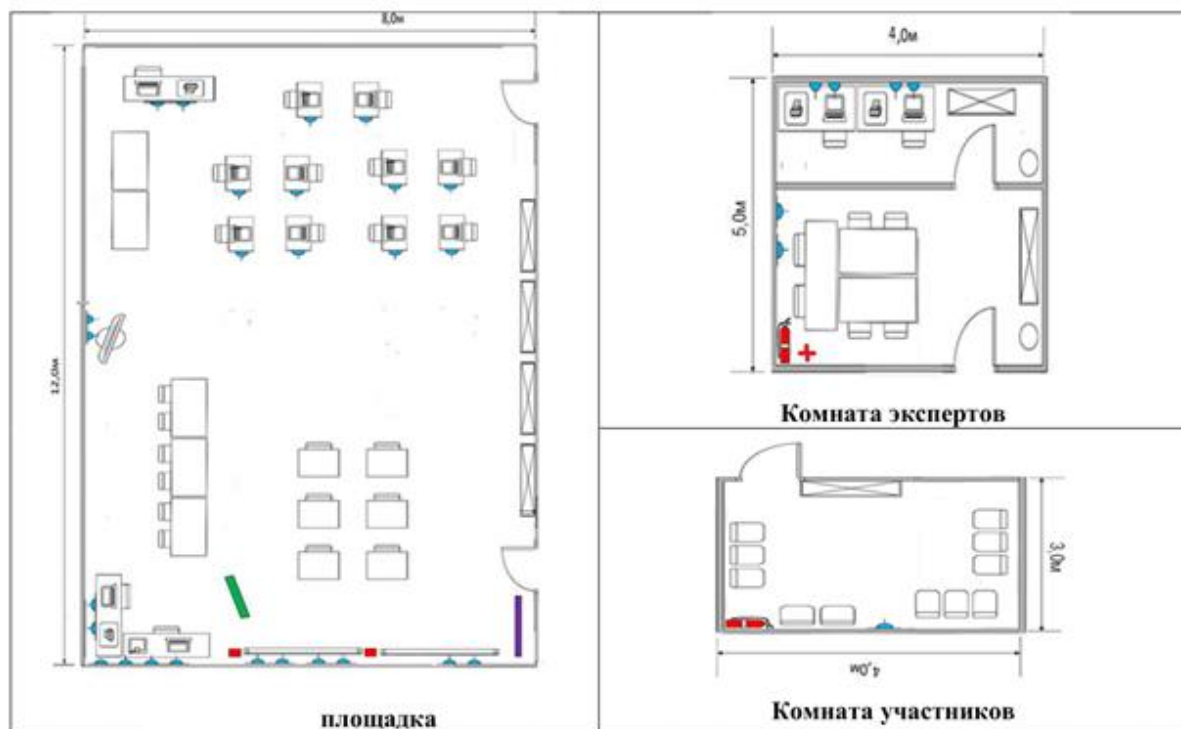 8,0м
12,0м
площадка
4,0м
5,0м
Комната экспертов
3,0м
4,0м
Комната участников